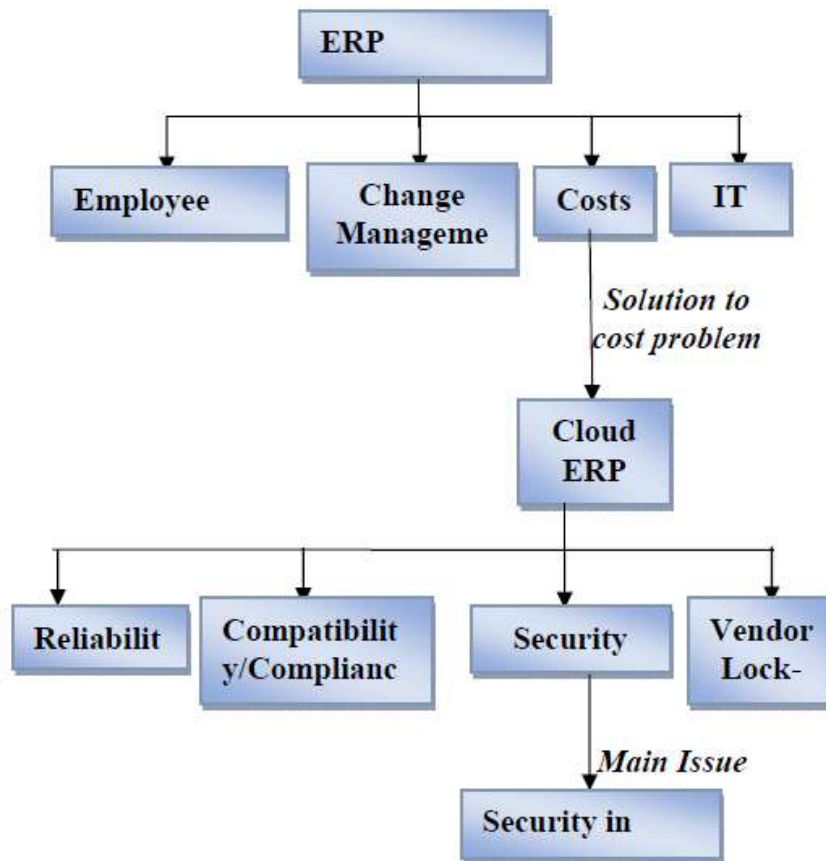 ERP
Employee
Change
Manageme
Costs
IT
Solution to
cost problem
Cloud
ERP
Reliabilit
Compatibilit
y/Complianc
Security
Vendor
Lock-
Main Issue
Security in